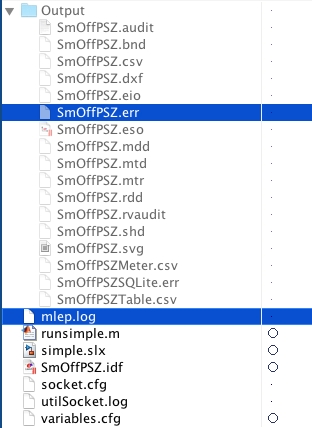 Output
SmOffPSZ.audit
SmOffPSZ.bnd
SmOffPSZ.csv
SmOffPSZ.dxf
SmOffPSZ.eio
SmOffPSZ.err
SmOffPSZ.eso
SmOffPSZ.mdd
SmOffPSZ.mtd
SmOffPSZ.mtr
SmOffPSZ.rdd
SmOffPSZ.rvaudit
SmOffPSZ.shd
SmOffPSZ.svg
SmOffPSZMeter.csv
SmOffPSZSQLite.err
SmOffPSZTable.csv
mlep.log
runsimple.m
simple.slx
SmOffPSZ.idf
socket.cfg
utilSocket.log
variables.cfg